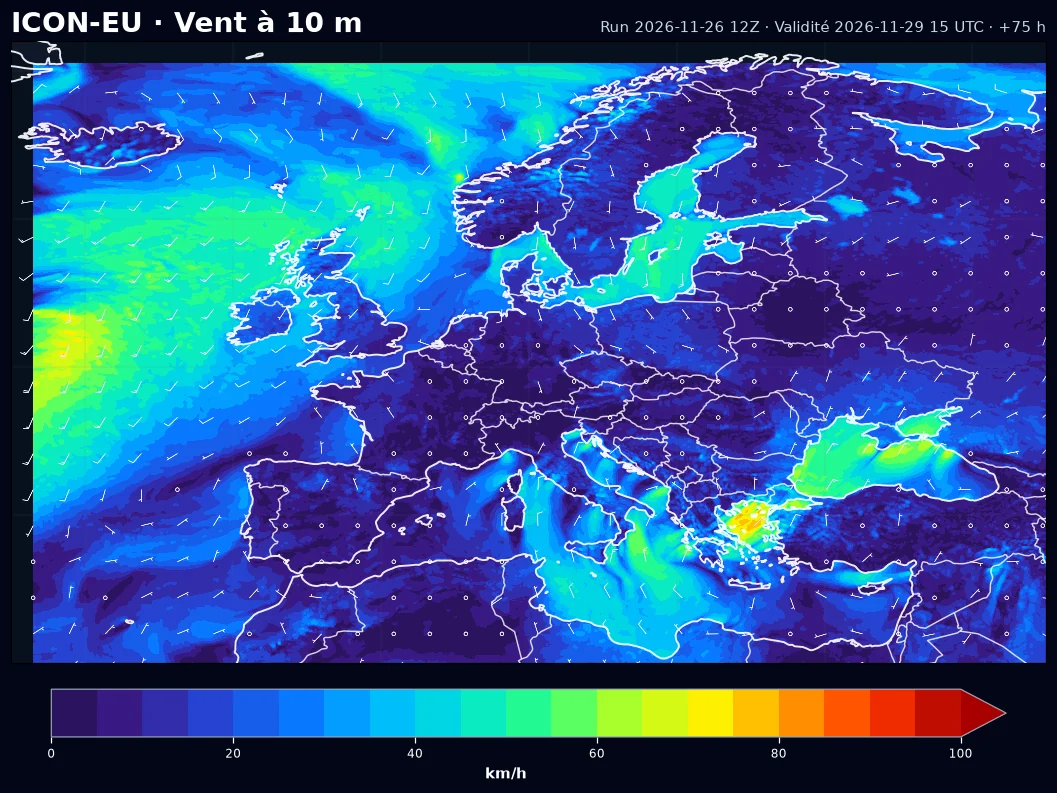 ICON-EU · Vent à 10 m
Run 2026-11-26 12Z · Validité 2026-11-29 15 UTC · +75 h
0 20 40 60 80 100
km/h